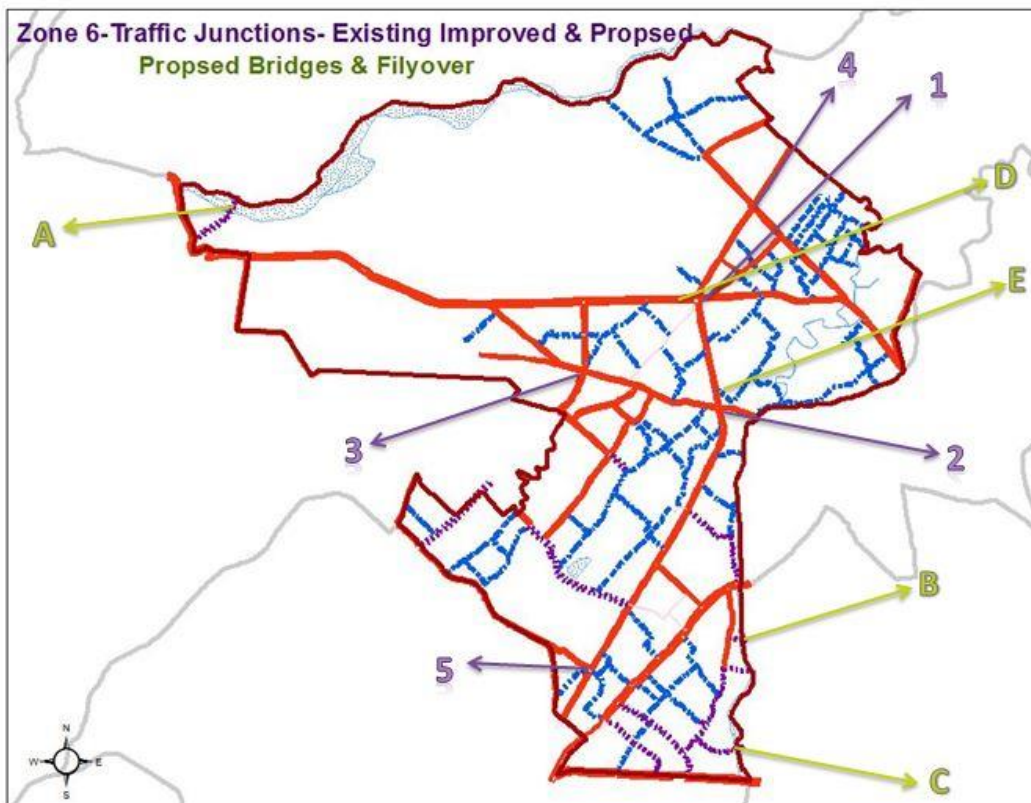 Zone 6-Traffic Junctions- Existing Improved & Propsed
Propsed Bridges & Filyover
4
1
D
A
E
3
2
B
5
C
N
W E
S